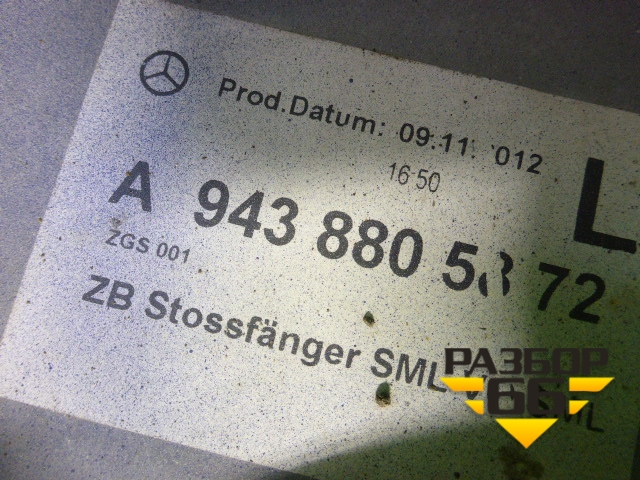 Prod.Datum: 09.11. 012
16:50
L
A 943 880 5 72
ZGS 001
ZB Stossfänger SML
РАЗБОР
66